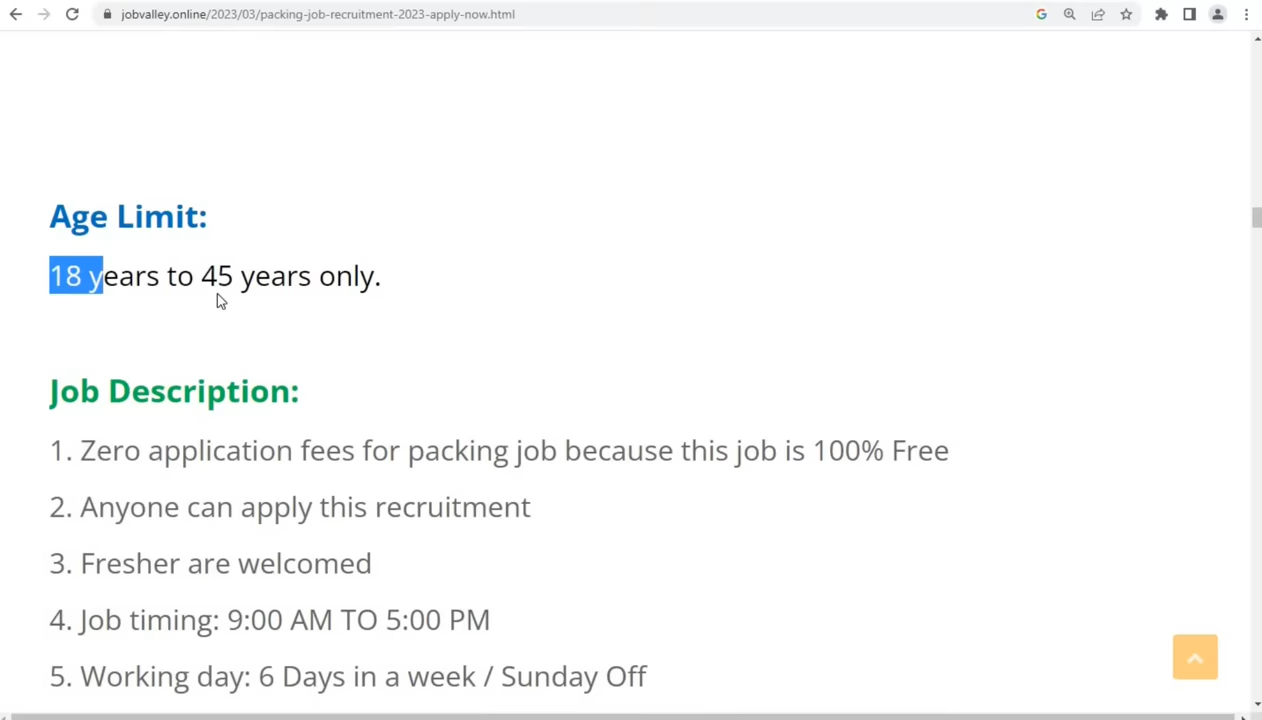 jobvalley.online/2023/03/packing-job-recruitment-2023-apply-now.html
Age Limit:
18 years to 45 years only.
Job Description:
1. Zero application fees for packing job because this job is 100% Free
2. Anyone can apply this recruitment
3. Fresher are welcomed
4. Job timing: 9:00 AM TO 5:00 PM
5. Working day: 6 Days in a week / Sunday Off